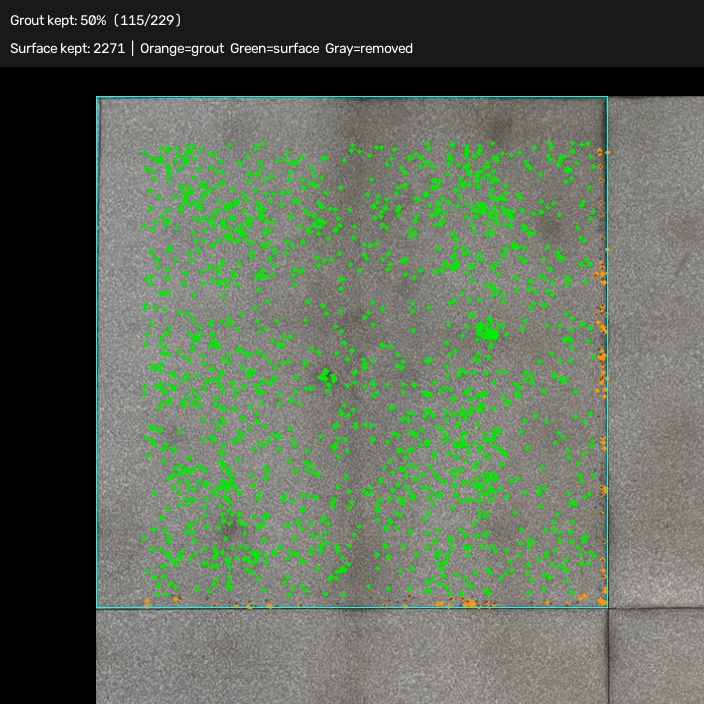 Grout kept: 50% (115/229)
Surface kept: 2271 | Orange=grout Green=surface Gray=removed